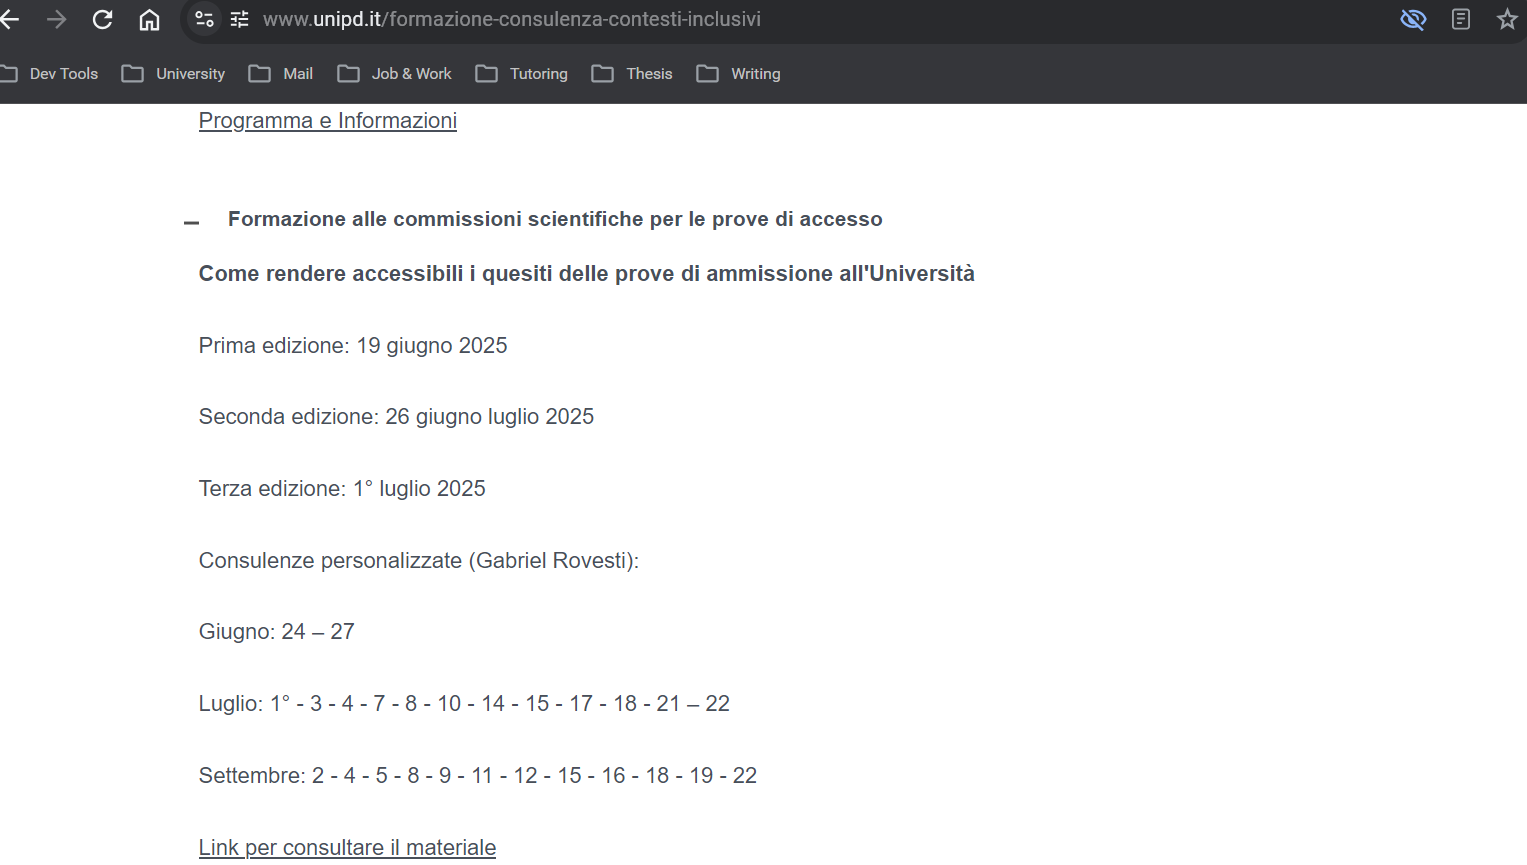 www.unipd.it/formazione-consulenza-contesti-inclusivi
Dev Tools University Mail Job & Work Tutoring Thesis Writing
Programma e Informazioni
– Formazione alle commissioni scientifiche per le prove di accesso
Come rendere accessibili i quesiti delle prove di ammissione all'Università
Prima edizione: 19 giugno 2025
Seconda edizione: 26 giugno luglio 2025
Terza edizione: 1° luglio 2025
Consulenze personalizzate (Gabriel Rovesti):
Giugno: 24 – 27
Luglio: 1° - 3 - 4 - 7 - 8 - 10 - 14 - 15 - 17 - 18 - 21 – 22
Settembre: 2 - 4 - 5 - 8 - 9 - 11 - 12 - 15 - 16 - 18 - 19 - 22
Link per consultare il materiale